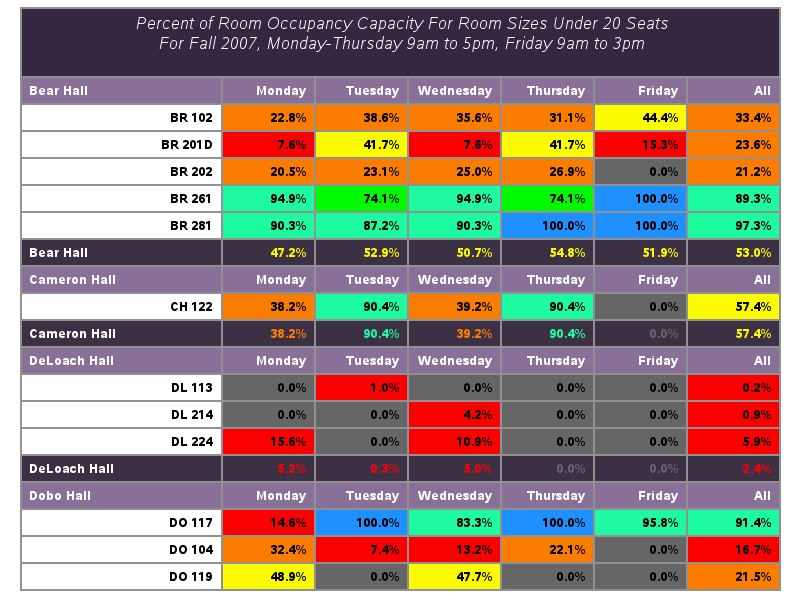 Percent of Room Occupancy Capacity For Room Sizes Under 20 Seats
For Fall 2007, Monday-Thursday 9am to 5pm, Friday 9am to 3pm
Bear Hall Monday Tuesday Wednesday Thursday Friday All
BR 102 22.8% 38.6% 35.6% 31.1% 44.4% 33.4%
BR 201D 7.6% 41.7% 7.6% 41.7% 15.3% 23.6%
BR 202 20.5% 23.1% 25.0% 26.9% 0.0% 21.2%
BR 261 94.9% 74.1% 94.9% 74.1% 100.0% 89.3%
BR 281 90.3% 87.2% 90.3% 100.0% 100.0% 97.3%
Bear Hall 47.2% 52.9% 50.7% 54.8% 51.9% 53.0%
Cameron Hall Monday Tuesday Wednesday Thursday Friday All
CH 122 38.2% 90.4% 39.2% 90.4% 0.0% 57.4%
Cameron Hall 38.2% 90.4% 39.2% 90.4% 0.0% 57.4%
DeLoach Hall Monday Tuesday Wednesday Thursday Friday All
DL 113 0.0% 1.0% 0.0% 0.0% 0.0% 0.2%
DL 214 0.0% 0.0% 4.2% 0.0% 0.0% 0.9%
DL 224 15.6% 0.0% 10.9% 0.0% 0.0% 5.9%
DeLoach Hall 5.2% 0.3% 5.0% 0.0% 0.0% 2.4%
Dobo Hall Monday Tuesday Wednesday Thursday Friday All
DO 117 14.6% 100.0% 83.3% 100.0% 95.8% 91.4%
DO 104 32.4% 7.4% 13.2% 22.1% 0.0% 16.7%
DO 119 48.9% 0.0% 47.7% 0.0% 0.0% 21.5%